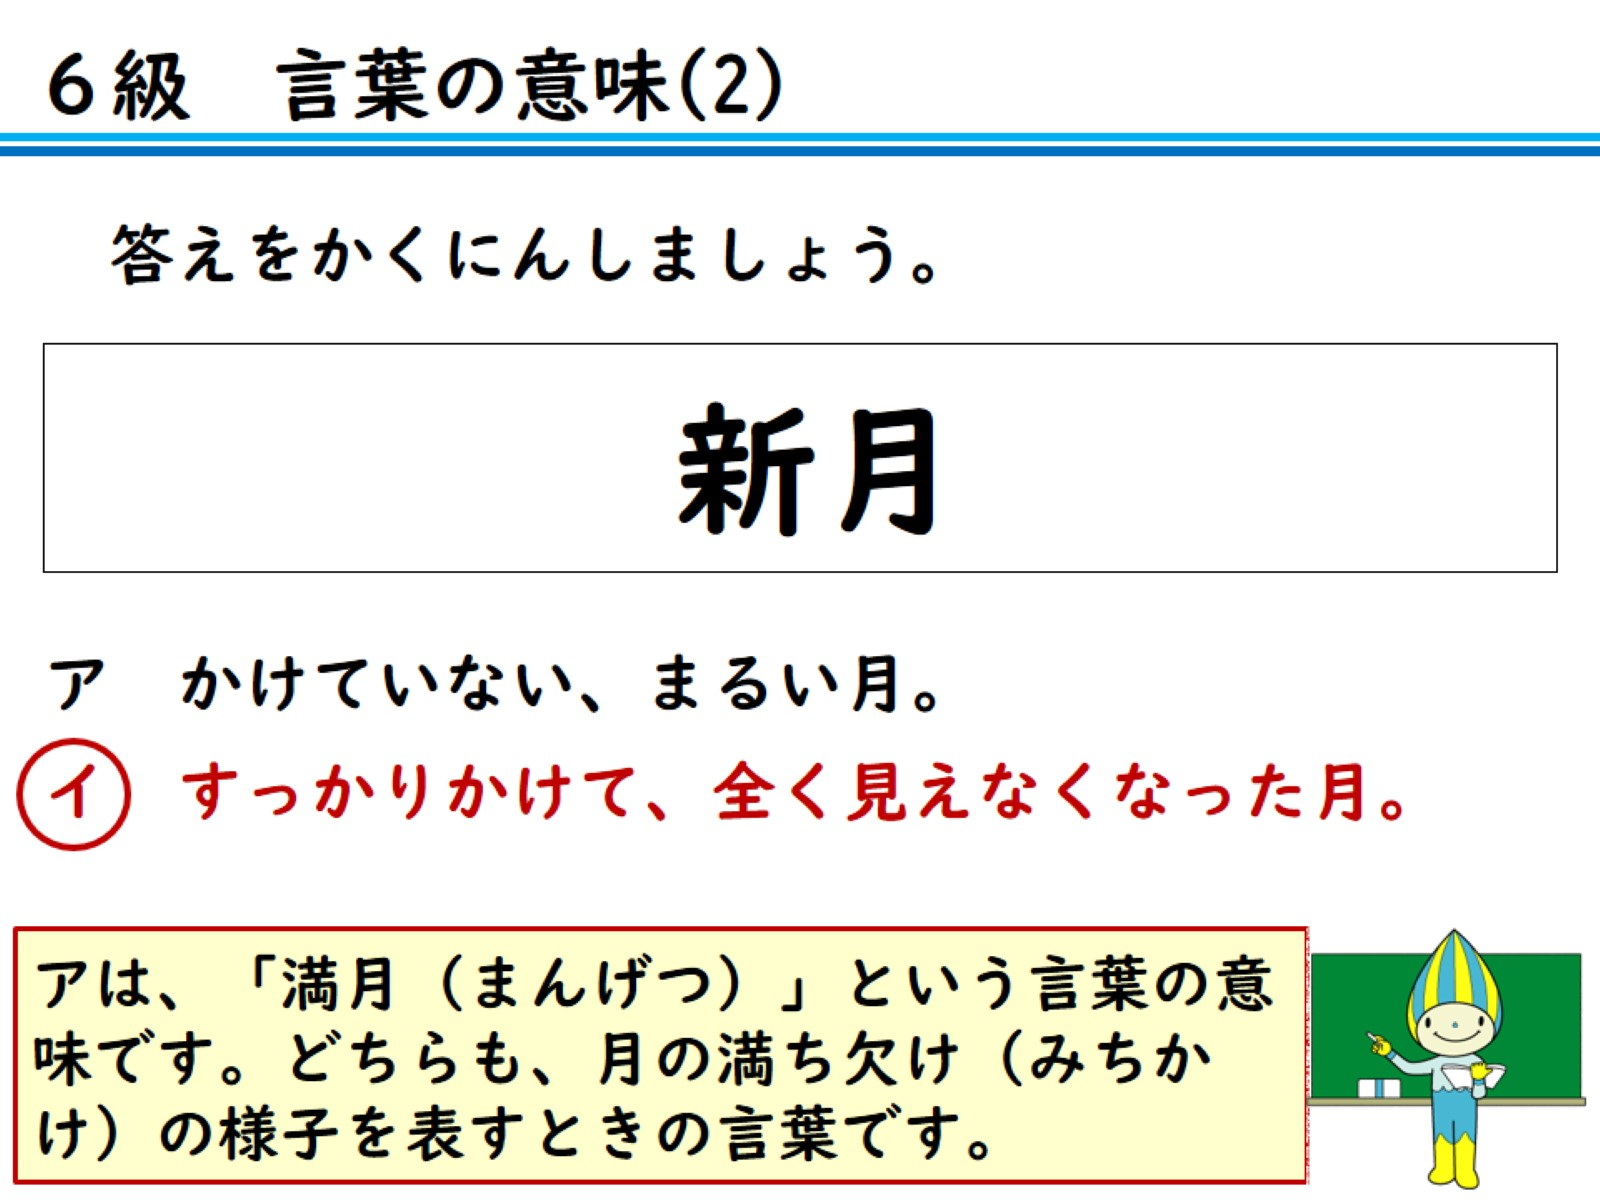 ６級　言葉の意味(2)
答えをかくにんしましょう。
新月
ア　かけていない、まるい月。
イ　すっかりかけて、全く見えなくなった月。
アは、「満月（まんげつ）」という言葉の意
味です。どちらも、月の満ち欠け（みちか
け）の様子を表すときの言葉です。